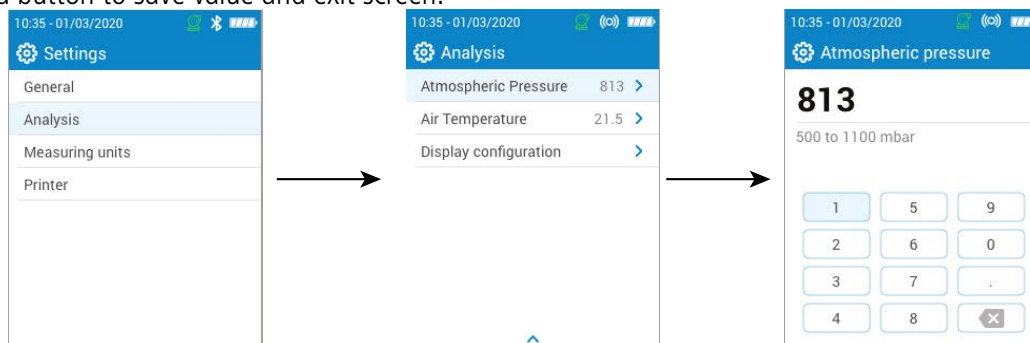 button to save value and exit screen.
10:35 - 01/03/2020
Settings
General
Analysis
Measuring units
Printer
10:35 - 01/03/2020
Analysis
Atmospheric Pressure 813
Air Temperature 21.5
Display configuration
10:35 - 01/03/2020
Atmospheric pressure
813
500 to 1100 mbar
1 5 9
2 6 0
3 7 .
4 8